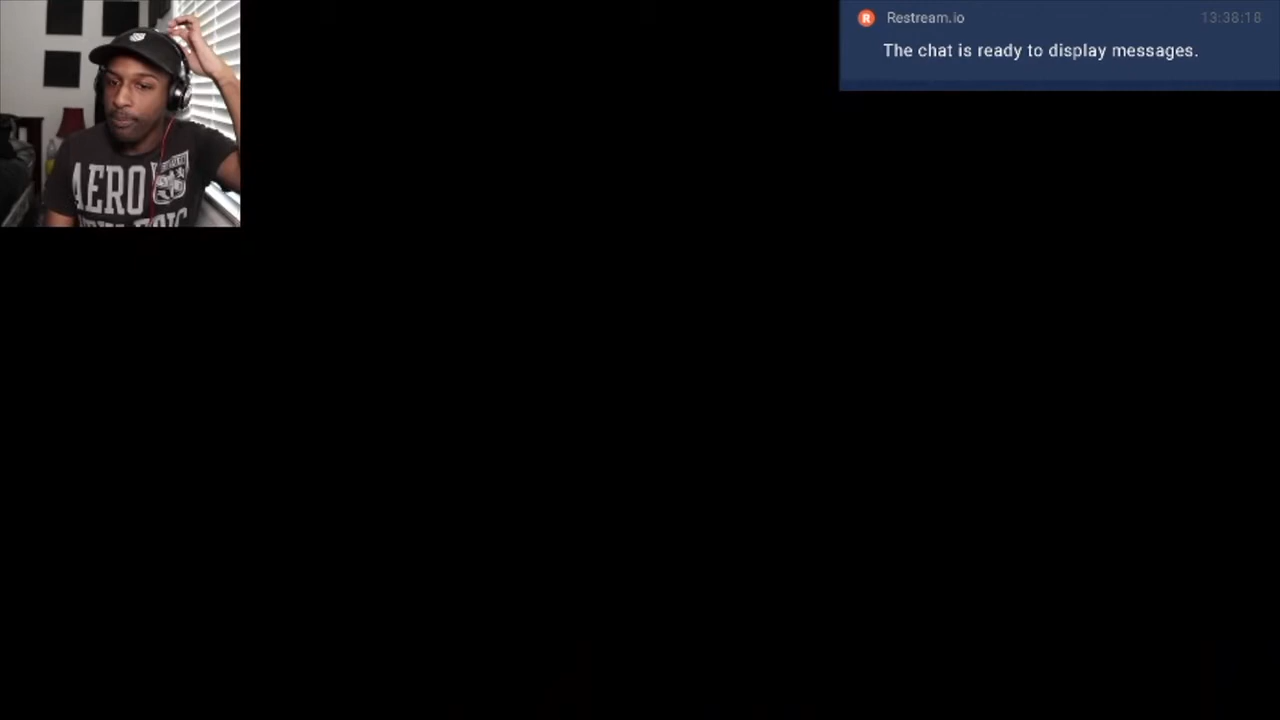 Restream.io 13:38:18
The chat is ready to display messages.
AERO